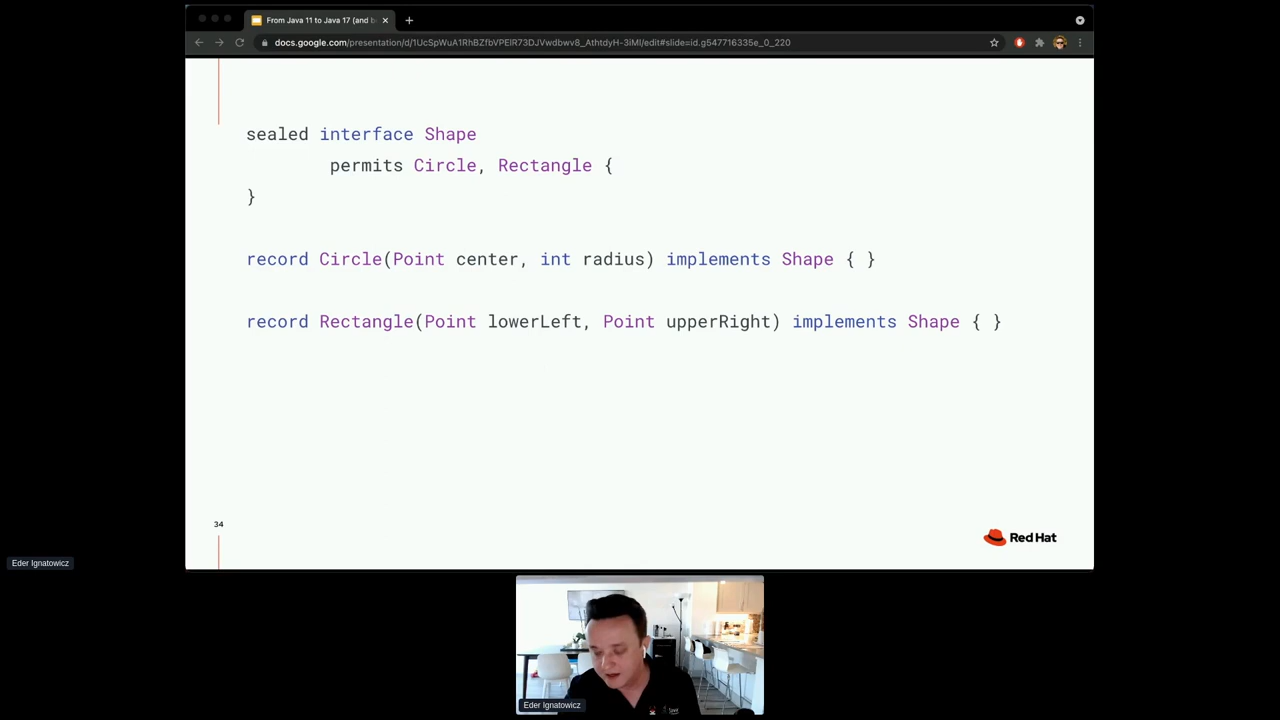 From Java 11 to Java 17 (and b
docs.google.com/presentation/d/1UcSpWuA1RhBZfbVPElR73DJVwdbwv8_AthtdyH-3iMI/edit#slide=id.g547716335e_0_220
sealed interface Shape
permits Circle, Rectangle {
}
record Circle(Point center, int radius) implements Shape { }
record Rectangle(Point lowerLeft, Point upperRight) implements Shape { }
34
Red Hat
Eder Ignatowicz
Eder Ignatowicz